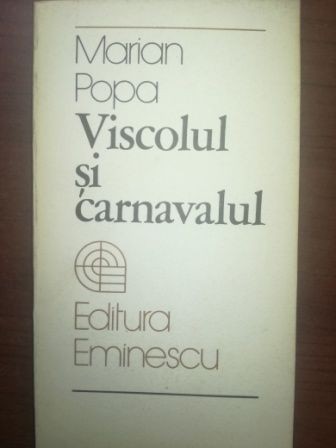 Marian
Popa
Viscolul
și
carnavalul
Editura
Eminescu